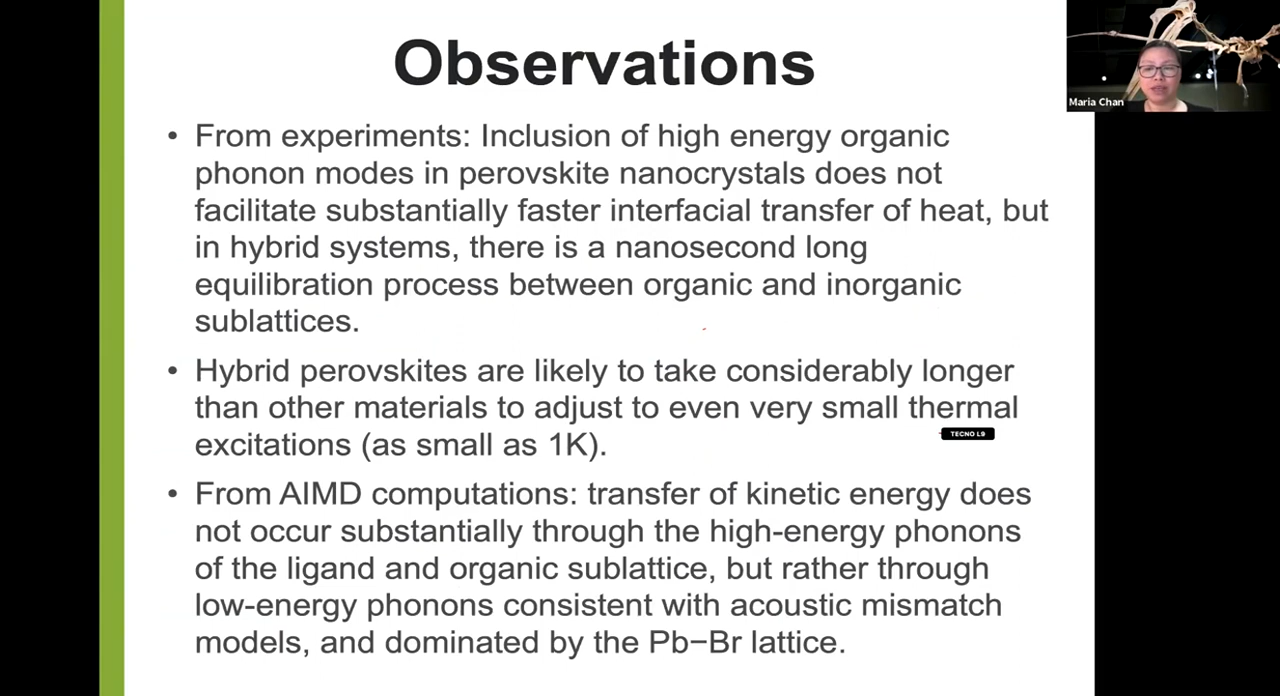 Observations
Maria Chan
• From experiments: Inclusion of high energy organic
phonon modes in perovskite nanocrystals does not
facilitate substantially faster interfacial transfer of heat, but
in hybrid systems, there is a nanosecond long
equilibration process between organic and inorganic
sublattices.
• Hybrid perovskites are likely to take considerably longer
than other materials to adjust to even very small thermal
excitations (as small as 1K).
TECNO L9
• From AIMD computations: transfer of kinetic energy does
not occur substantially through the high-energy phonons
of the ligand and organic sublattice, but rather through
low-energy phonons consistent with acoustic mismatch
models, and dominated by the Pb−Br lattice.